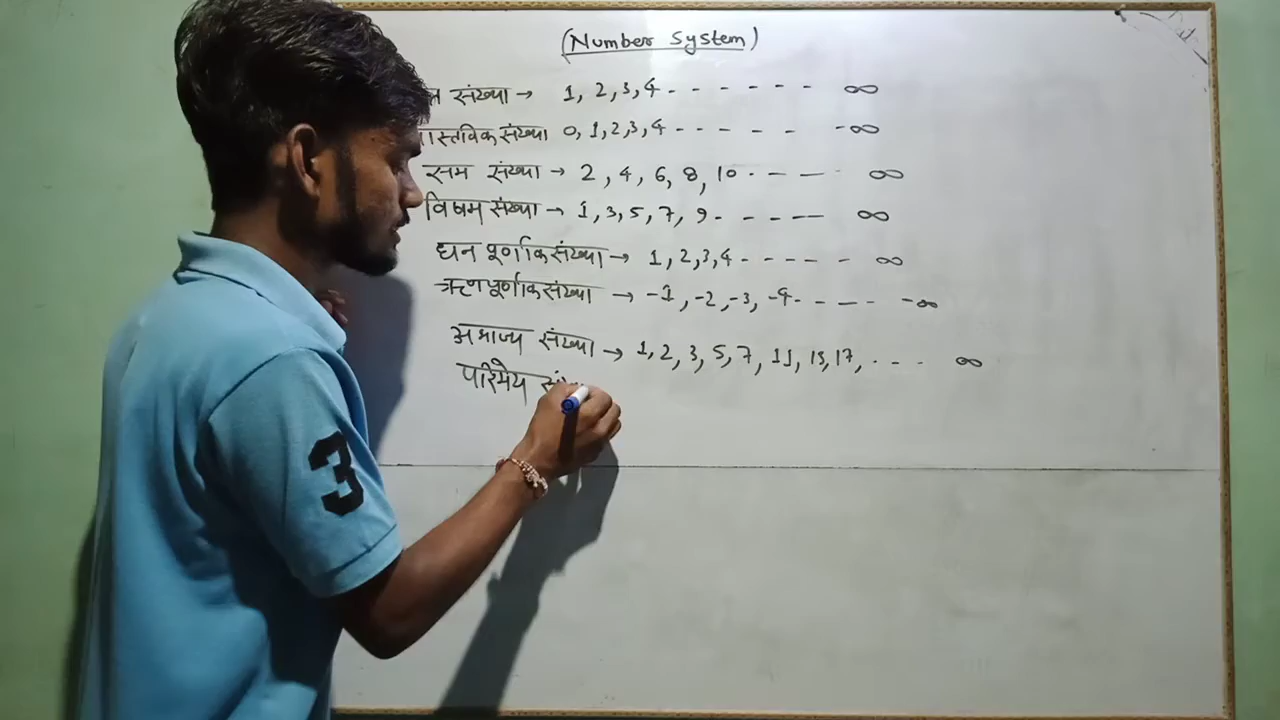 (Number System)
संख्या → 1, 2, 3, 4 - - - - - - ∞
संख्या 0, 1, 2, 3, 4 - - - - - - ∞
सम संख्या → 2, 4, 6, 8, 10 - - - - ∞
विषम संख्या → 1, 3, 5, 7, 9 - - - - - ∞
घन पूर्णांक संख्या → 1, 2, 3, 4 - - - - - ∞
ऋण पूर्णांक संख्या → -1, -2, -3, -4 - - - - -∞
अभाज्य संख्या → 1, 2, 3, 5, 7, 11, 13, 17, - - - ∞
परिमेय
3